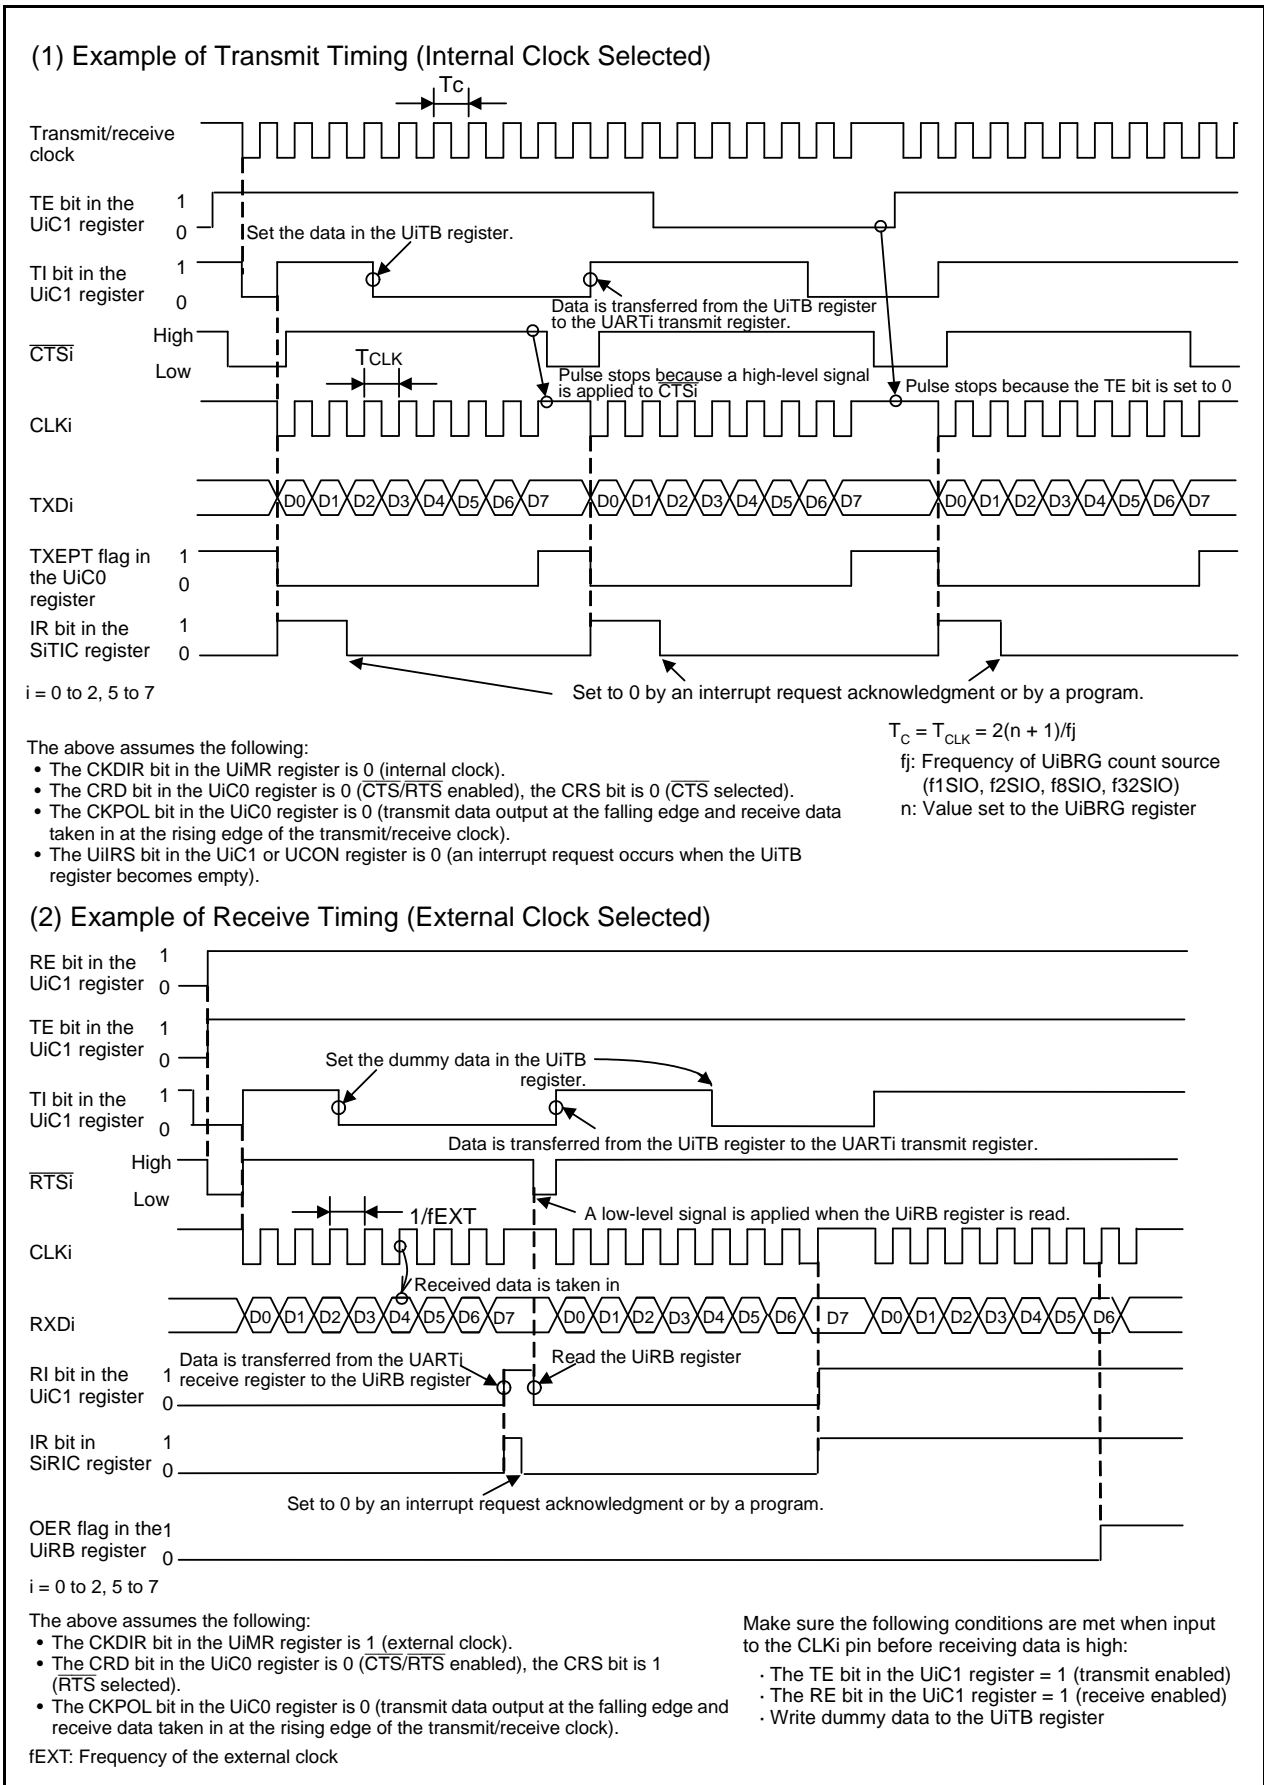 (1) Example of Transmit Timing (Internal Clock Selected)
Tc
Transmit/receive
clock
TE bit in the
UiC1 register
1
0
Set the data in the UiTB register.
TI bit in the
UiC1 register
1
0
Data is transferred from the UiTB register
to the UARTi transmit register.
CTSi
High
Low
TCLK
Pulse stops because a high-level signal
is applied to CTSi
Pulse stops because the TE bit is set to 0
CLKi
TXDi
D0 D1 D2 D3 D4 D5 D6 D7 D0 D1 D2 D3 D4 D5 D6 D7 D0 D1 D2 D3 D4 D5 D6 D7
TXEPT flag in
the UiC0
register
1
0
IR bit in the
SiTIC register
1
0
i = 0 to 2, 5 to 7
Set to 0 by an interrupt request acknowledgment or by a program.
TC = TCLK = 2(n + 1)/fj
fj: Frequency of UiBRG count source
(f1SIO, f2SIO, f8SIO, f32SIO)
n: Value set to the UiBRG register
The above assumes the following:
• The CKDIR bit in the UiMR register is 0 (internal clock).
• The CRD bit in the UiC0 register is 0 (CTS/RTS enabled), the CRS bit is 0 (CTS selected).
• The CKPOL bit in the UiC0 register is 0 (transmit data output at the falling edge and receive data
taken in at the rising edge of the transmit/receive clock).
• The UiIRS bit in the UiC1 or UCON register is 0 (an interrupt request occurs when the UiTB
register becomes empty).
(2) Example of Receive Timing (External Clock Selected)
RE bit in the
UiC1 register
1
0
TE bit in the
UiC1 register
1
0
Set the dummy data in the UiTB
register.
TI bit in the
UiC1 register
1
0
Data is transferred from the UiTB register to the UARTi transmit register.
RTSi
High
Low
1/fEXT
A low-level signal is applied when the UiRB register is read.
CLKi
Received data is taken in
RXDi
D0 D1 D2 D3 D4 D5 D6 D7 D0 D1 D2 D3 D4 D5 D6 D7 D0 D1 D2 D3 D4 D5 D6
Data is transferred from the UARTi
receive register to the UiRB register
Read the UiRB register
RI bit in the
UiC1 register
1
0
IR bit in
SiRIC register
1
0
Set to 0 by an interrupt request acknowledgment or by a program.
OER flag in the
UiRB register
1
0
i = 0 to 2, 5 to 7
The above assumes the following:
• The CKDIR bit in the UiMR register is 1 (external clock).
• The CRD bit in the UiC0 register is 0 (CTS/RTS enabled), the CRS bit is 1
(RTS selected).
• The CKPOL bit in the UiC0 register is 0 (transmit data output at the falling edge and
receive data taken in at the rising edge of the transmit/receive clock).
fEXT: Frequency of the external clock
Make sure the following conditions are met when input
to the CLKi pin before receiving data is high:
· The TE bit in the UiC1 register = 1 (transmit enabled)
· The RE bit in the UiC1 register = 1 (receive enabled)
· Write dummy data to the UiTB register